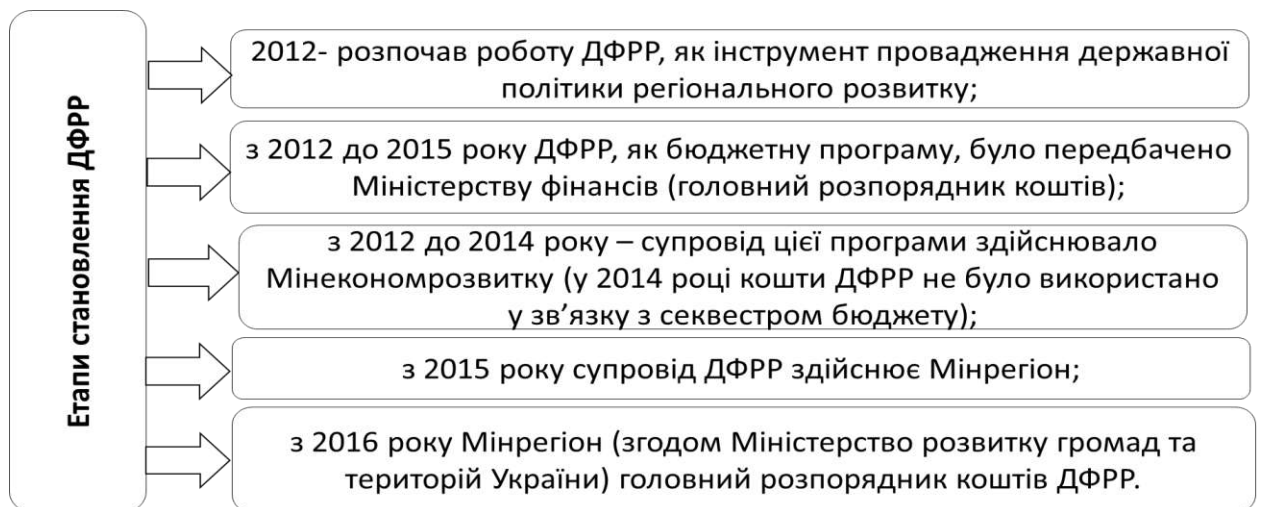 Етапи становлення ДФРР
2012- розпочав роботу ДФРР, як інструмент провадження державної
політики регіонального розвитку;
з 2012 до 2015 року ДФРР, як бюджетну програму, було передбачено
Міністерству фінансів (головний розпорядник коштів);
з 2012 до 2014 року – супровід цієї програми здійснювало
Мінекономрозвитку (у 2014 році кошти ДФРР не було використано
у зв’язку з секвестром бюджету);
з 2015 року супровід ДФРР здійснює Мінрегіон;
з 2016 року Мінрегіон (згодом Міністерство розвитку громад та
територій України) головний розпорядник коштів ДФРР.